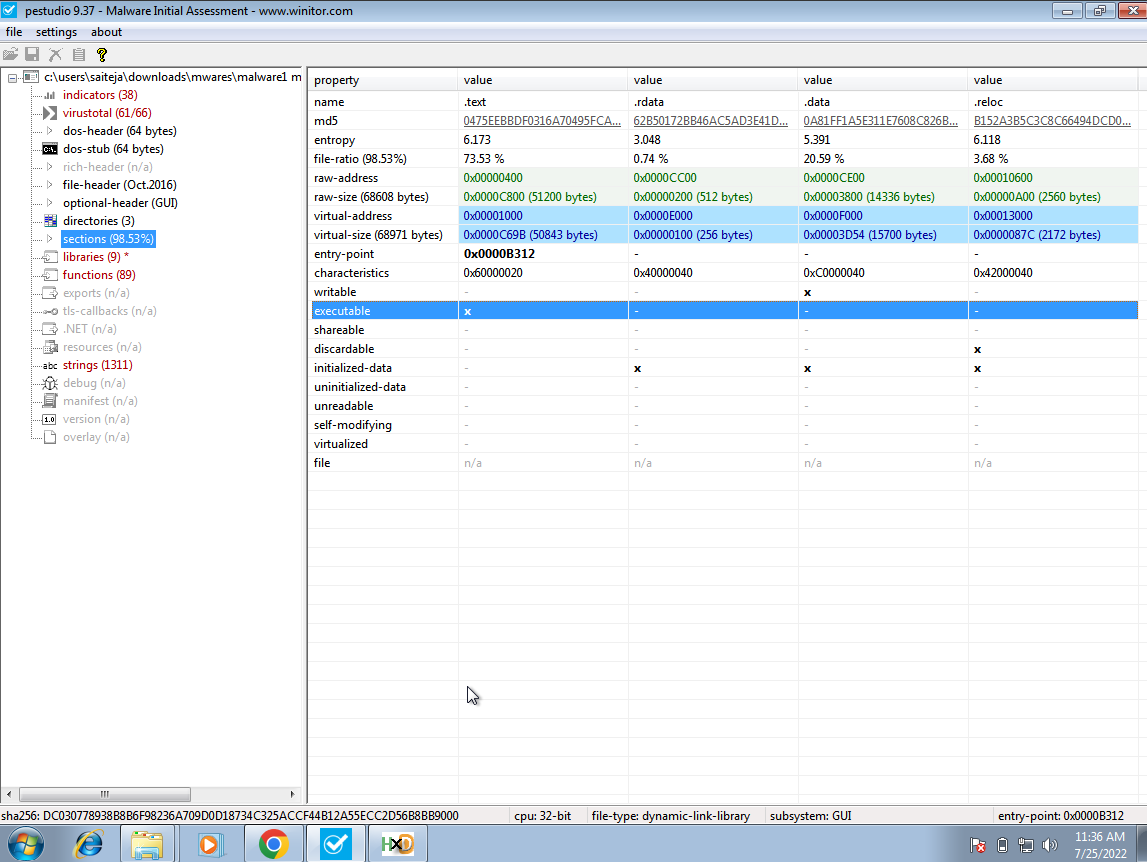 pestudio 9.37 - Malware Initial Assessment - www.winitor.com
file settings about
c:\users\saiteja\downloads\mwares\malware1 m
indicators (38)
virustotal (61/66)
dos-header (64 bytes)
dos-stub (64 bytes)
rich-header (n/a)
file-header (Oct.2016)
optional-header (GUI)
directories (3)
sections (98.53%)
libraries (9) *
functions (89)
exports (n/a)
tls-callbacks (n/a)
.NET (n/a)
resources (n/a)
abc strings (1311)
debug (n/a)
manifest (n/a)
1.0 version (n/a)
overlay (n/a)
property value value value value
name .text .rdata .data .reloc
md5 0475EEBBDF0316A70495FCA... 62B50172BB46AC5AD3E41D... 0A81FF1A5E311E7608C826B... B152A3B5C3C8C66494DCD0...
entropy 6.173 3.048 5.391 6.118
file-ratio (98.53%) 73.53 % 0.74 % 20.59 % 3.68 %
raw-address 0x00000400 0x0000CC00 0x0000CE00 0x00010600
raw-size (68608 bytes) 0x0000C800 (51200 bytes) 0x00000200 (512 bytes) 0x00003800 (14336 bytes) 0x00000A00 (2560 bytes)
virtual-address 0x00001000 0x0000E000 0x0000F000 0x00013000
virtual-size (68971 bytes) 0x0000C69B (50843 bytes) 0x00000100 (256 bytes) 0x00003D54 (15700 bytes) 0x0000087C (2172 bytes)
entry-point 0x0000B312 - - -
characteristics 0x60000020 0x40000040 0xC0000040 0x42000040
writable - - x -
executable x - - -
shareable - - - -
discardable - - - x
initialized-data - x x x
uninitialized-data - - - -
unreadable - - - -
self-modifying - - - -
virtualized - - - -
file n/a n/a n/a n/a
sha256: DC030778938B8B6F98236A709D0D18734C325ACCF44B12A55ECC2D56B8BB9000 cpu: 32-bit file-type: dynamic-link-library subsystem: GUI entry-point: 0x0000B312
HxD
11:36 AM
7/25/2022